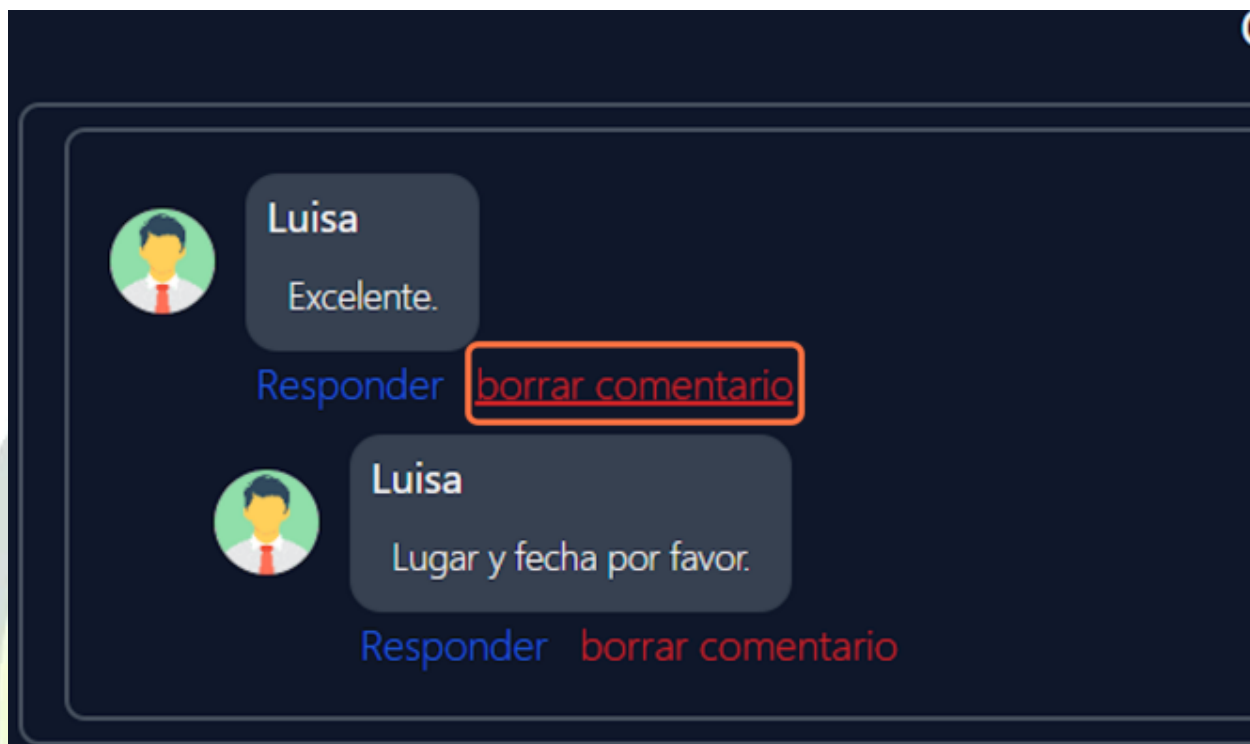 Luisa
Excelente.
Responder borrar comentario
Luisa
Lugar y fecha por favor.
Responder borrar comentario